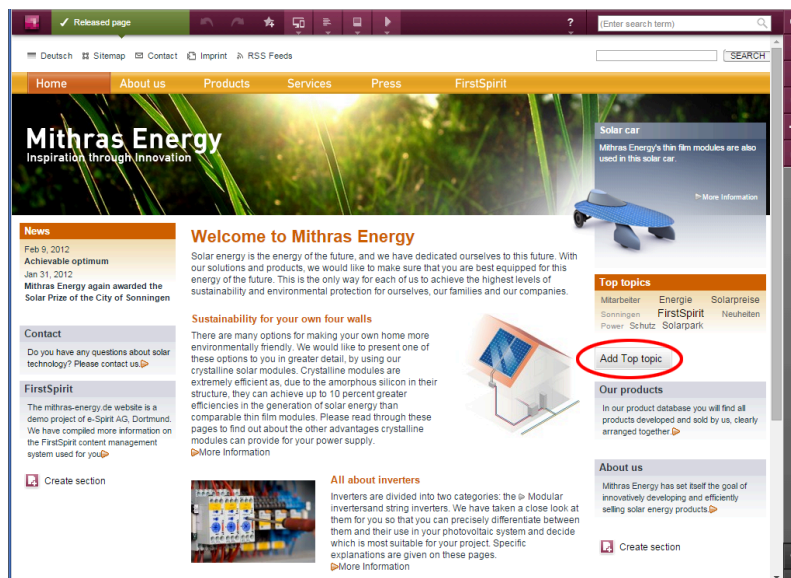 Released page
?
(Enter search term)
Deutsch Sitemap Contact Imprint RSS Feeds
SEARCH
Home About us Products Services Press FirstSpirit
Mithras Energy
Inspiration through Innovation
Solar car
Mithras Energy's thin film modules are also
used in this solar car.
More Information
News
Feb 9, 2012
Achievable optimum
Jan 31, 2012
Mithras Energy again awarded the
Solar Prize of the City of Sonningen
Contact
Do you have any questions about solar
technology? Please contact us.
FirstSpirit
The mithras-energy.de website is a
demo project of e-Spirit AG, Dortmund.
We have compiled more information on
the FirstSpirit content management
system used for you
Create section
Welcome to Mithras Energy
Solar energy is the energy of the future, and we have dedicated ourselves to this future. With
our solutions and products, we would like to make sure that you are best equipped for this
energy of the future. This is the only way for each of us to achieve the highest levels of
sustainability and environmental protection for ourselves, our families and our companies.
Sustainability for your own four walls
There are many options for making your own home more
environmentally friendly. We would like to present one of
these options to you in greater detail, by using our
crystalline solar modules. Crystalline modules are
extremely efficient as, due to the amorphous silicon in their
structure, they can achieve up to 10 percent greater
efficiencies in the generation of solar energy than
comparable thin film modules. Please read through these
pages to find out about the other advantages crystalline
modules can provide for your power supply.
More Information
All about inverters
Inverters are divided into two categories: the Modular
invertersand string inverters. We have taken a close look at
them for you so that you can precisely differentiate between
them and their use in your photovoltaic system and decide
which is most suitable for your project. Specific
explanations are given on these pages.
More Information
Top topics
Mitarbeiter Energie Solarpreise
Sonningen FirstSpirit Neuheiten
Power Schutz Solarpark
Add Top topic
Our products
In our product database you will find all
products developed and sold by us, clearly
arranged together.
About us
Mithras Energy has set itself the goal of
innovatively developing and efficiently
selling solar energy products.
Create section